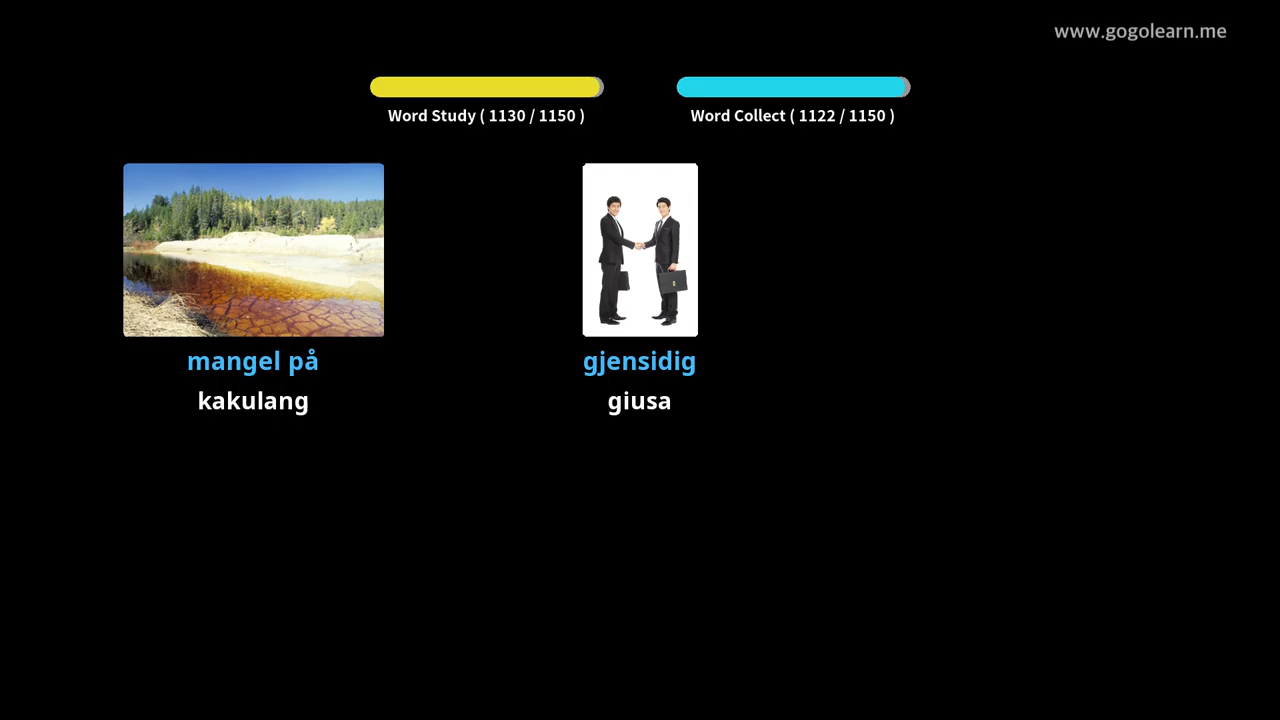 www.gogolearn.me
Word Study ( 1130 / 1150 )
Word Collect ( 1122 / 1150 )
mangel på
kakulang
gjensidig
giusa